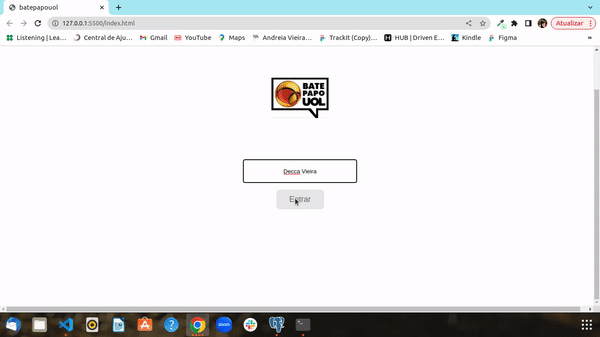 batepapouol
127.0.0.1:5500/index.html
Atualizar
Listening | Lea... Central de Aju... Gmail YouTube Maps Andreia Vieira... TrackIt (Copy)... HUB | Driven E... Kindle Figma
BATE
PAPO
UOL
Decca Vieira
Entrar
zoom